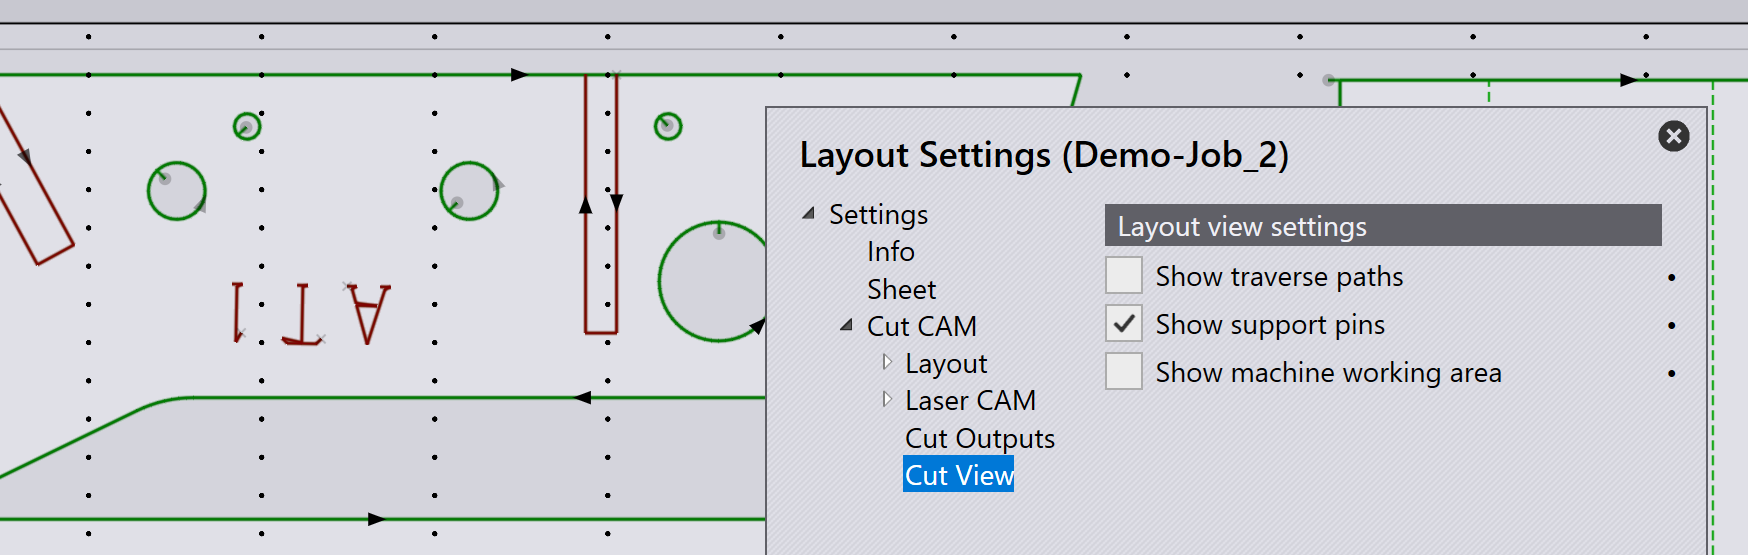 Layout Settings (Demo-Job_2)
Settings
Info
Sheet
Cut CAM
Layout
Laser CAM
Cut Outputs
Cut View
Layout view settings
Show traverse paths
Show support pins
Show machine working area